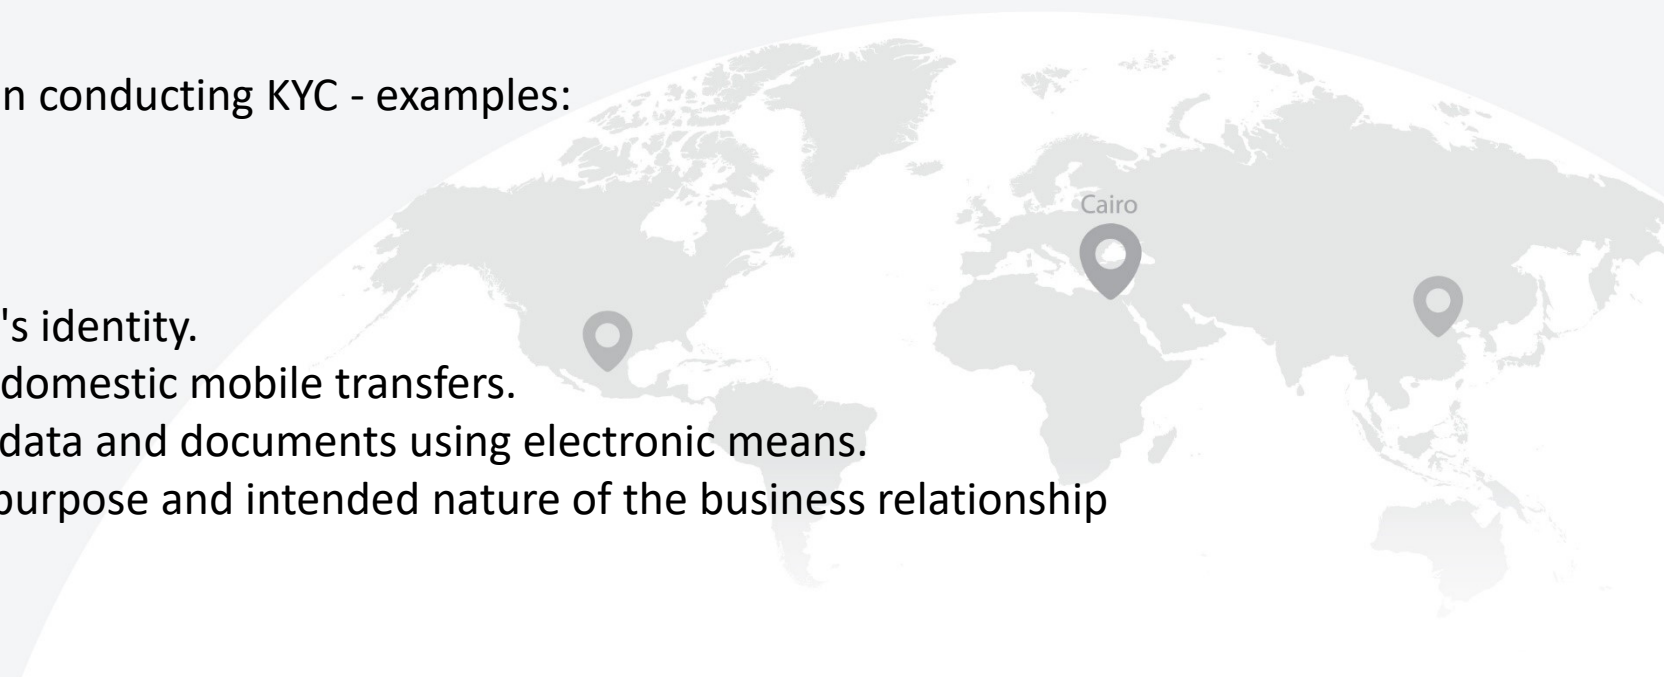 n conducting KYC - examples:
Cairo
's identity.
domestic mobile transfers.
data and documents using electronic means.
purpose and intended nature of the business relationship